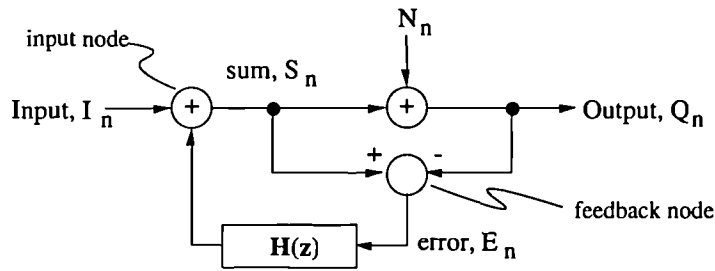 N n
input node
sum, S n
+
+
Input, I n
Output, Q n
+ -
feedback node
H(z)
error, E n